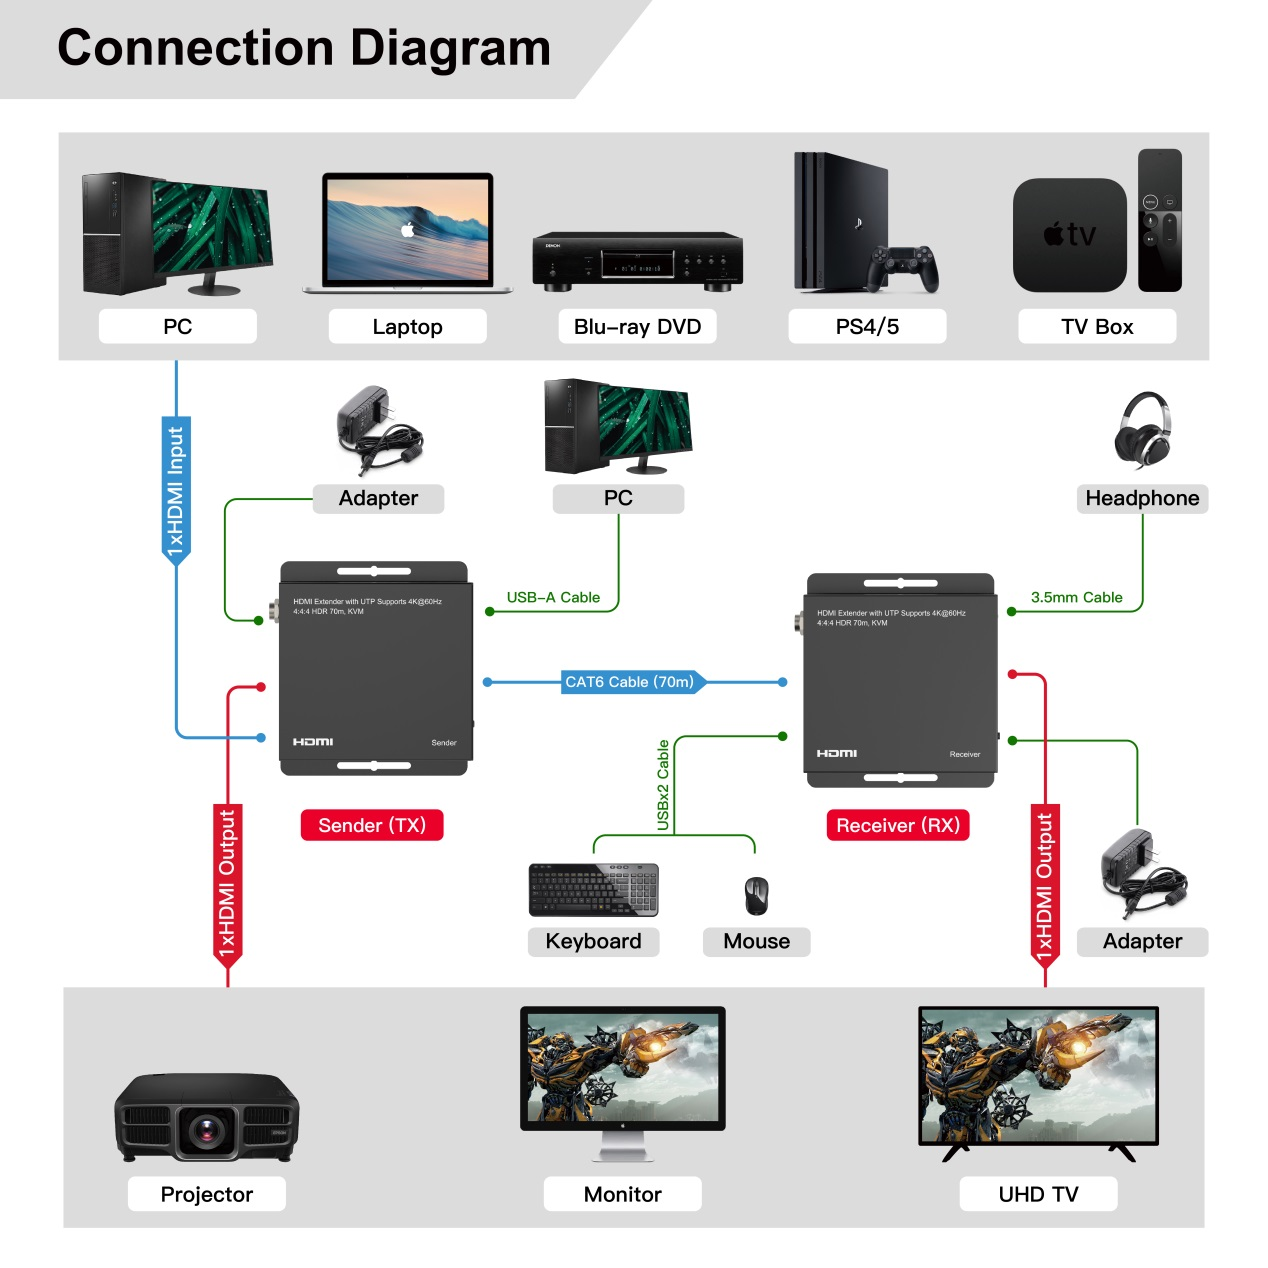 Connection Diagram
DENON
tv
MENU
PC
Laptop
Blu-ray DVD
PS4/5
TV Box
1xHDMI Input
Adapter
PC
Headphone
USB-A Cable
3.5mm Cable
HDMI Extender with UTP Supports 4K@60Hz
4:4:4 HDR 70m, KVM
HDMI Extender with UTP Supports 4K@60Hz
4:4:4 HDR 70m, KVM
CAT6 Cable (70m)
HDMI
Sender
HDMI
Receiver
USBx2 Cable
Sender (TX)
Receiver (RX)
1xHDMI Output
1xHDMI Output
Keyboard
Mouse
Adapter
Projector
Monitor
UHD TV